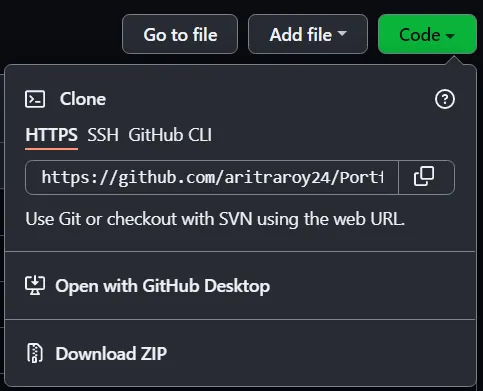 Go to file Add file Code
Clone
HTTPS SSH GitHub CLI
https://github.com/aritraroy24/Portf
Use Git or checkout with SVN using the web URL.
Open with GitHub Desktop
Download ZIP